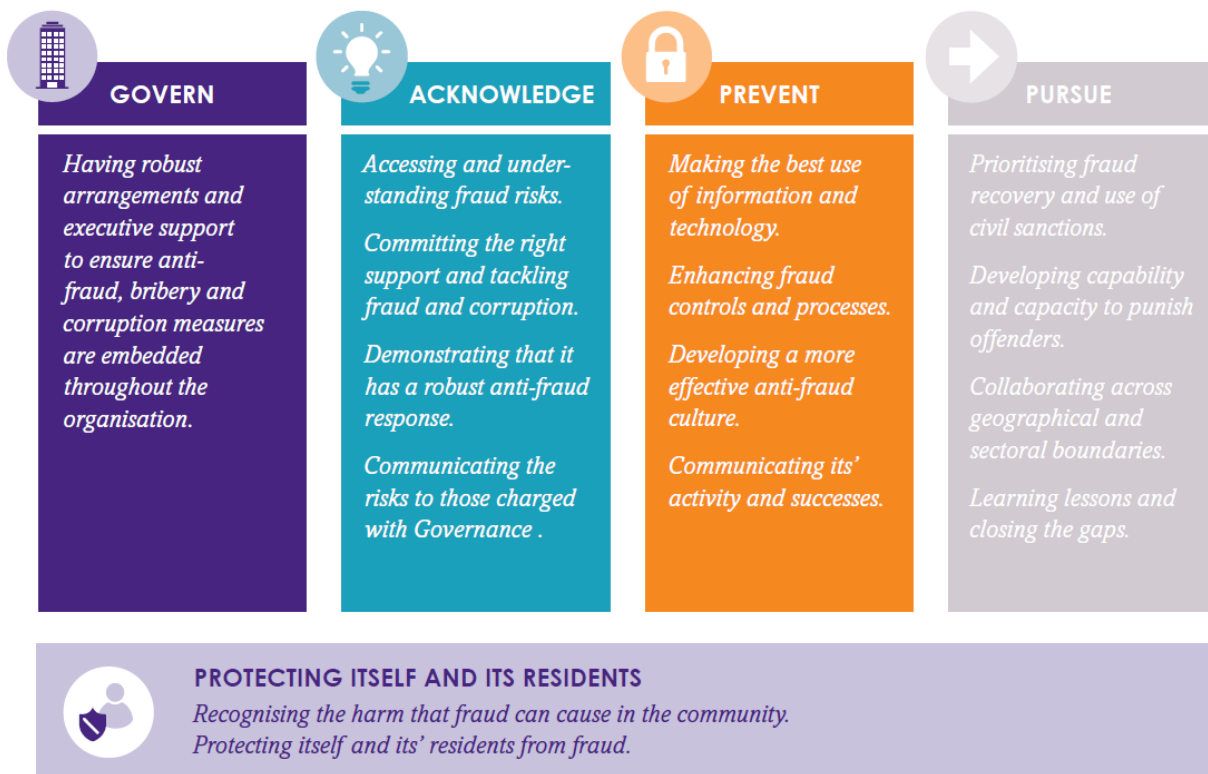 GOVERN
Having robust
arrangements and
executive support
to ensure anti-
fraud, bribery and
corruption measures
are embedded
throughout the
organisation.
ACKNOWLEDGE
Accessing and under-
standing fraud risks.
Committing the right
support and tackling
fraud and corruption.
Demonstrating that it
has a robust anti-fraud
response.
Communicating the
risks to those charged
with Governance .
PREVENT
Making the best use
of information and
technology.
Enhancing fraud
controls and processes.
Developing a more
effective anti-fraud
culture.
Communicating its’
activity and successes.
PURSUE
Prioritising fraud
recovery and use of
civil sanctions.
Developing capability
and capacity to punish
offenders.
Collaborating across
geographical and
sectoral boundaries.
Learning lessons and
closing the gaps.
PROTECTING ITSELF AND ITS RESIDENTS
Recognising the harm that fraud can cause in the community.
Protecting itself and its’ residents from fraud.